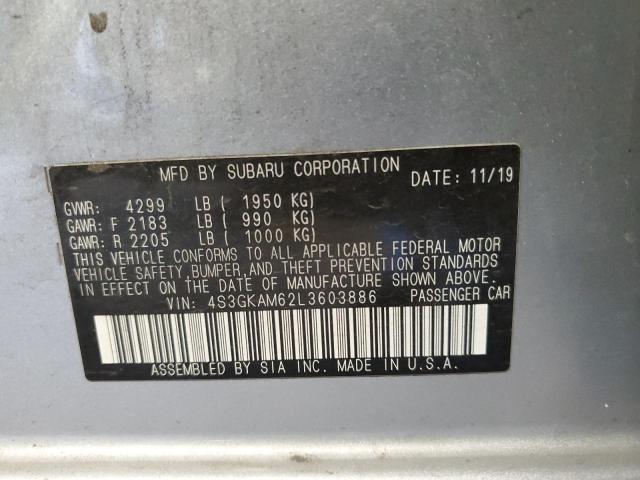 MFD BY SUBARU CORPORATION
DATE: 11/19
GVWR: 4299 LB ( 1950 KG)
GAWR: F 2183 LB ( 990 KG)
GAWR: R 2205 LB ( 1000 KG)
THIS VEHICLE CONFORMS TO ALL APPLICABLE FEDERAL MOTOR
VEHICLE SAFETY, BUMPER, AND THEFT PREVENTION STANDARDS
IN EFFECT ON THE DATE OF MANUFACTURE SHOWN ABOVE.
VIN: 4S3GKAM62L3603886 PASSENGER CAR
ASSEMBLED BY SIA INC. MADE IN U.S.A.